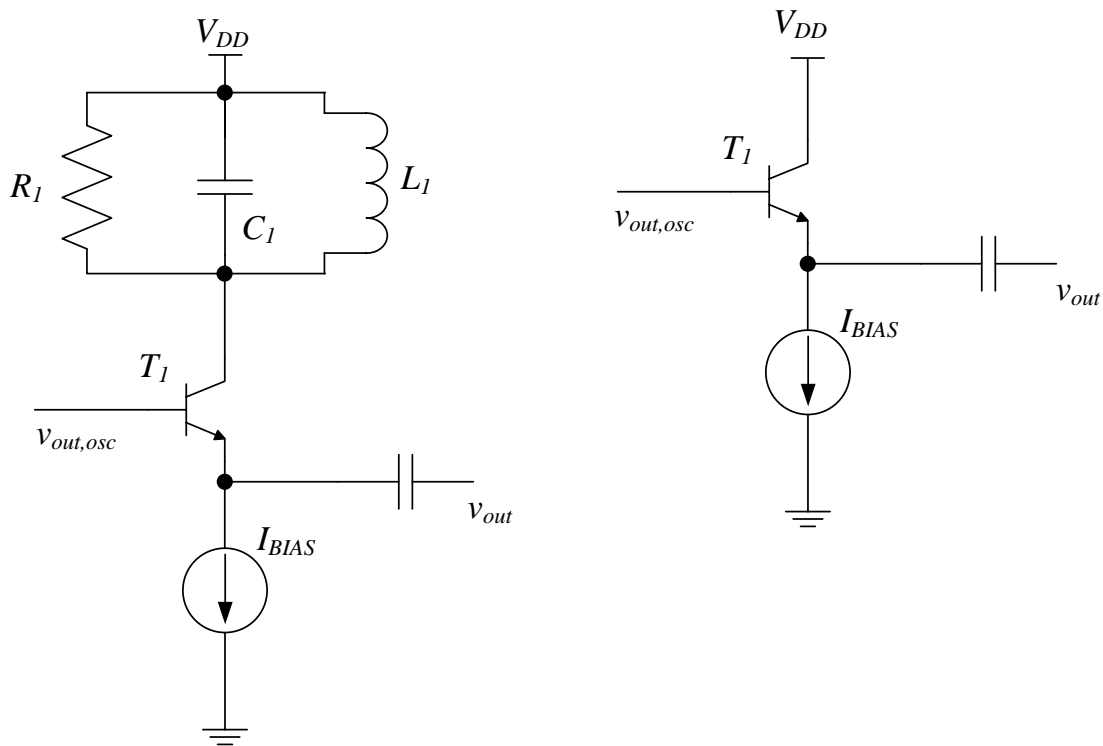 V_DD
R_1
C_1
L_1
T_1
v_out,osc
v_out
I_BIAS
V_DD
T_1
v_out,osc
v_out
I_BIAS